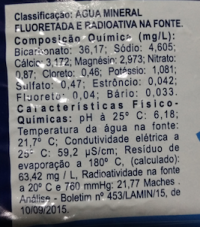 Classificação: ÁGUA MINERAL
FLUORETADA E RADIOATIVA NA FONTE.
Composição Química (mg/L):
Bicarbonato: 36,17; Sódio: 4,605;
Cálcio: 3,172; Magnésio: 2,973; Nitrato:
0,87; Cloreto: 0,46; Potássio: 1,081;
Sulfato: 0,47; Estrôncio: 0,042;
Fluoreto: 0,04; Bário: 0,033.
Características Físico-
Químicas: pH à 25° C: 6,18;
Temperatura da água na fonte:
21,7° C; Condutividade elétrica a
25° C: 59,2 µS/cm; Resíduo de
evaporação a 180° C, (calculado):
63,42 mg / L, Radioatividade na fonte
a 20° C e 760 mmHg: 21,77 Maches.
Análise - Boletim nº 453/LAMIN/15, de
10/09/2015.